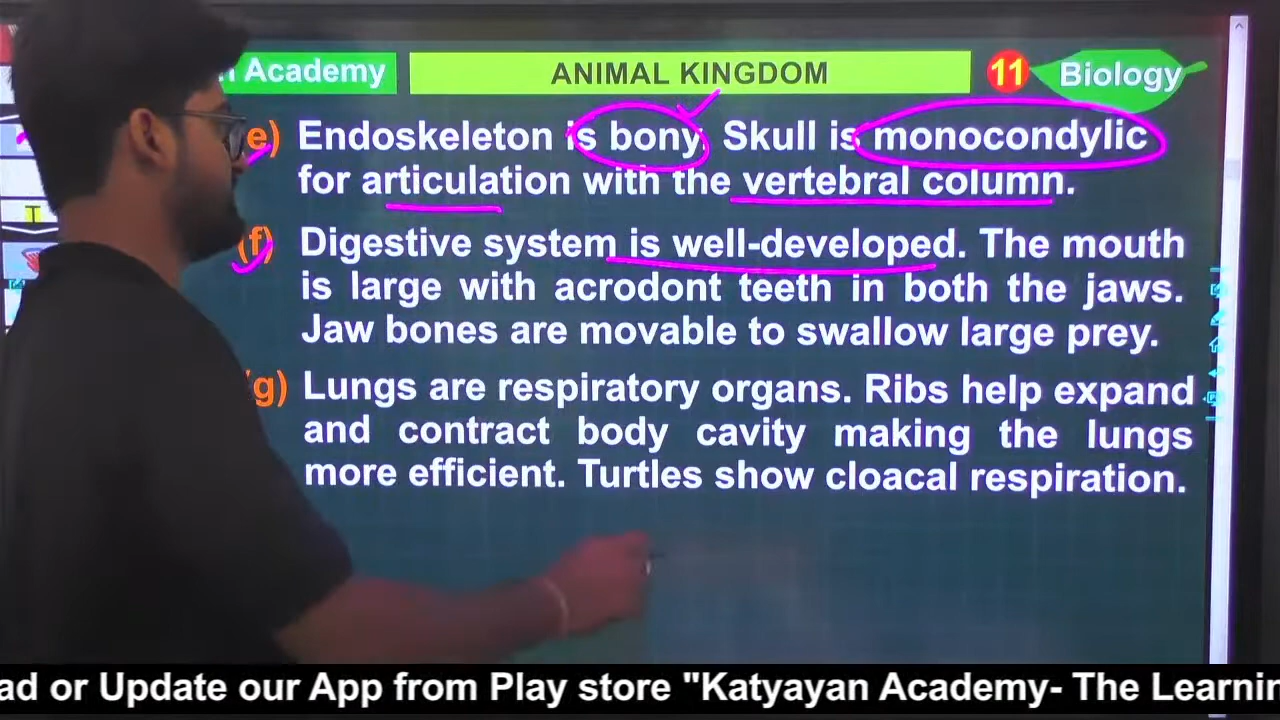 n Academy
ANIMAL KINGDOM
11
Biology
e) Endoskeleton is bony. Skull is monocondylic
for articulation with the vertebral column.
(f) Digestive system is well-developed. The mouth
is large with acrodont teeth in both the jaws.
Jaw bones are movable to swallow large prey.
(g) Lungs are respiratory organs. Ribs help expand
and contract body cavity making the lungs
more efficient. Turtles show cloacal respiration.
ad or Update our App from Play store "Katyayan Academy- The Learnin